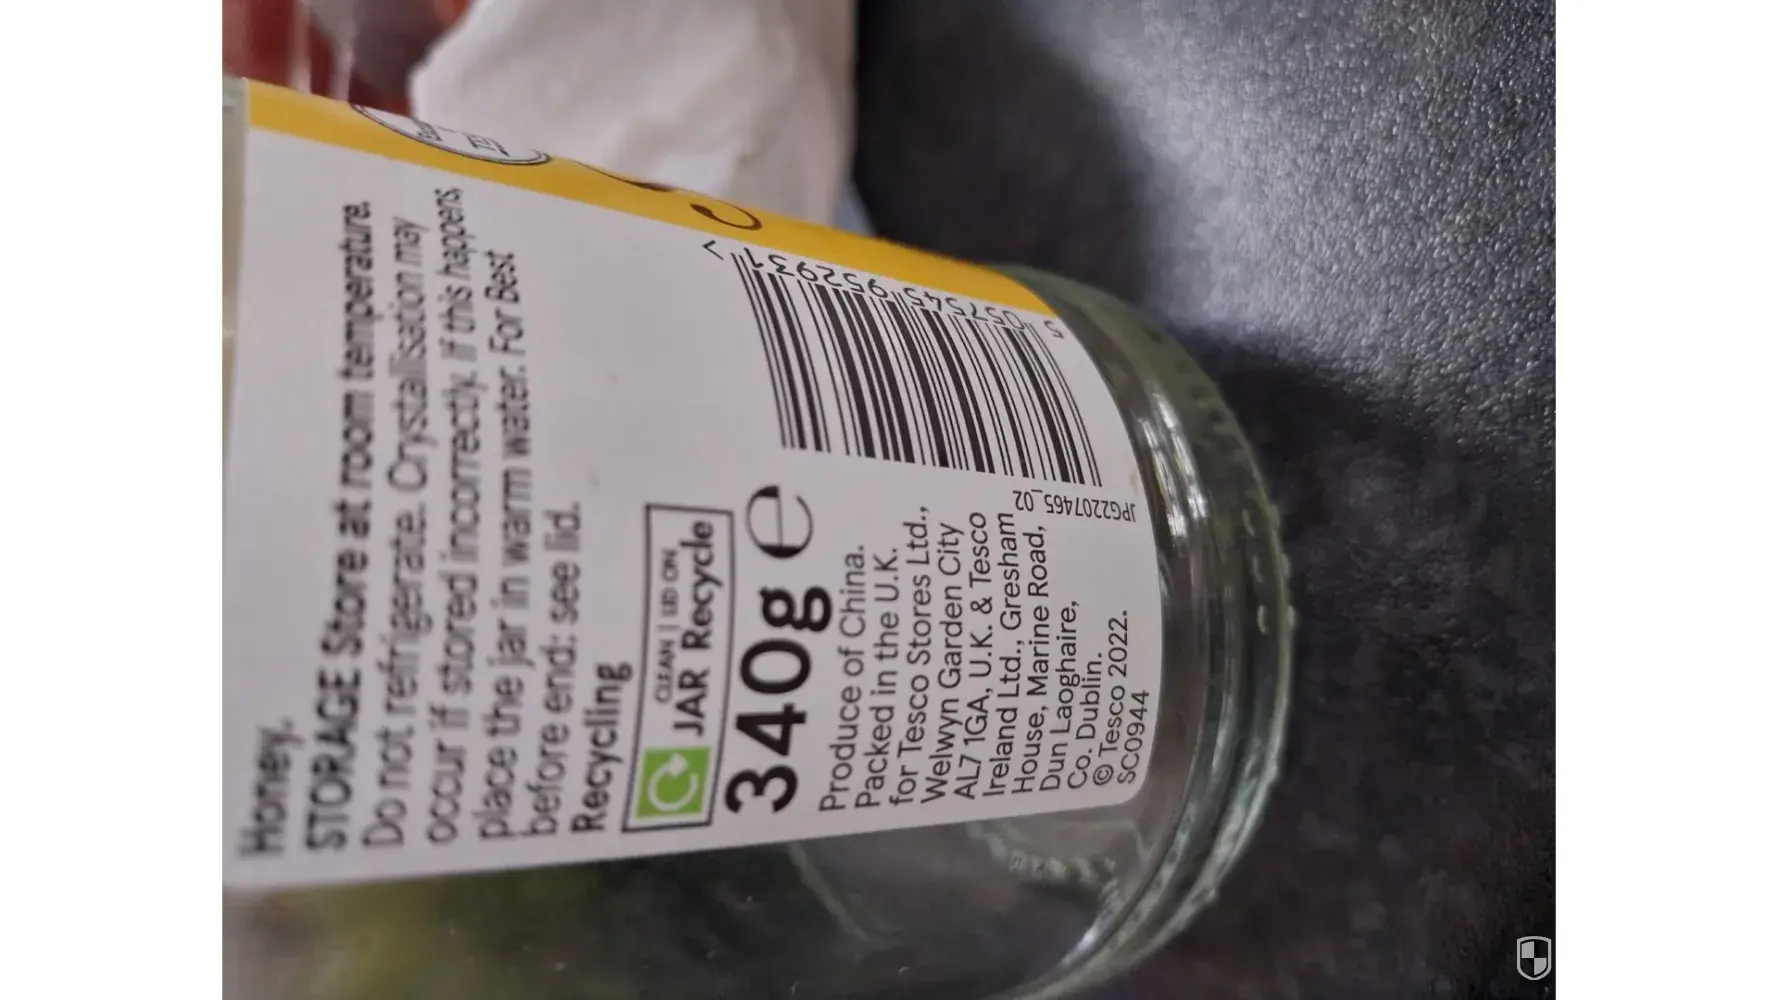 Honey.
STORAGE Store at room temperature.
Do not refrigerate. Crystallisation may
occur if stored incorrectly. If this happens,
place the jar in warm water. For Best
before end: see lid.
Recycling
CLEAN | LID ON
JAR Recycle
340g e
Produce of China.
Packed in the U.K.
for Tesco Stores Ltd.,
Welwyn Garden City
AL7 1GA, U.K. & Tesco
Ireland Ltd., Gresham
House, Marine Road,
Dun Laoghaire,
Co. Dublin.
© Tesco 2022.
SC0944
5 057545 952931 >
JPG2207465_02